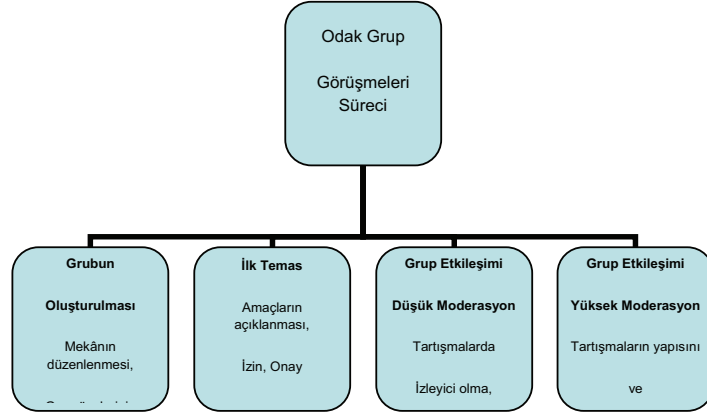 Odak Grup
Görüşmeleri
Süreci
Grubun
Oluşturulması
Mekânın
düzenlenmesi,
İlk Temas
Amaçların
açıklanması,
İzin, Onay
Grup Etkileşimi
Düşük Moderasyon
Tartışmalarda
İzleyici olma,
Grup Etkileşimi
Yüksek Moderasyon
Tartışmaların yapısını
ve